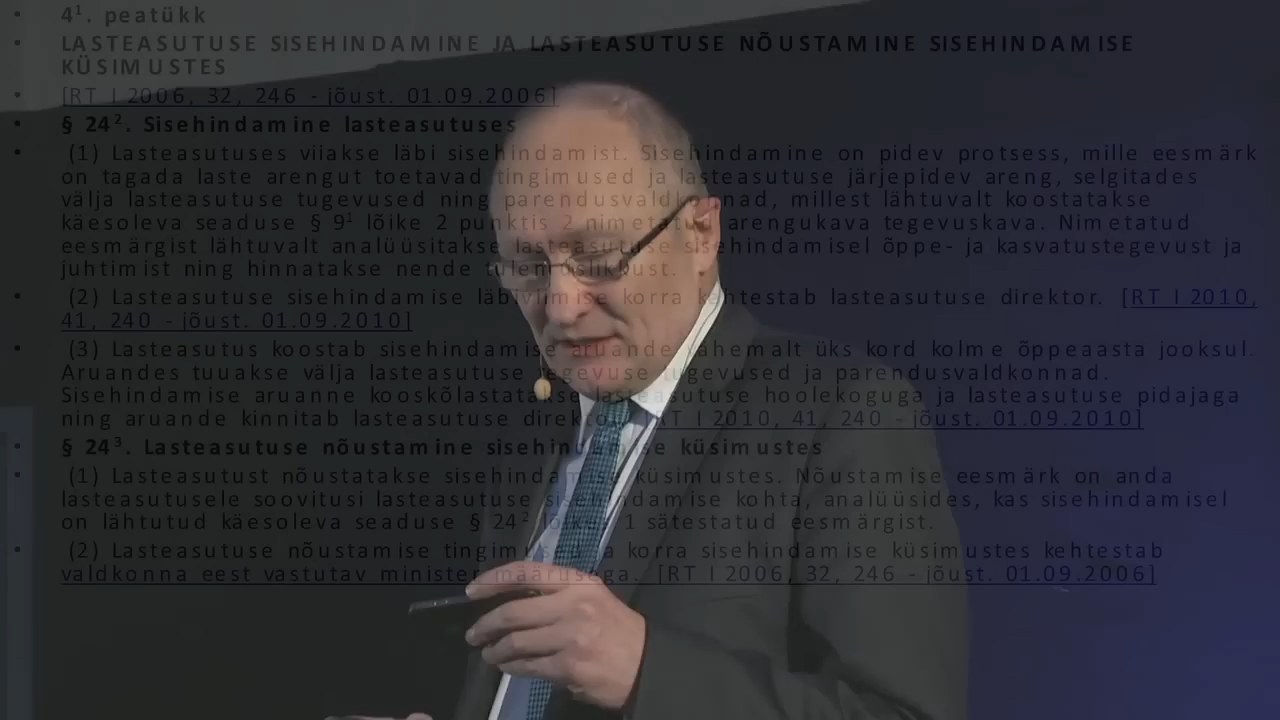 4¹. peatükk
LASTEASUTUSE SISEHINDAMINE JA LASTEASUTUSE NÕUSTAMINE SISEHINDAMISE
KÜSIMUSTES
[RT I 2006, 32, 246 - jõust. 01.09.2006]
§ 24². Sisehindamine lasteasutuses
(1) Lasteasutuses viiakse läbi sisehindamist. Sisehindamine on pidev protsess, mille eesmärk
on tagada laste arengut toetavad tingimused ja lasteasutuse järjepidev areng, selgitades
välja lasteasutuse tugevused ning parendusvaldkonnad, millest lähtuvalt koostatakse
käesoleva seaduse § 9¹ lõike 2 punktis 2 nimetatud arengukava tegevuskava. Nimetatud
eesmärgist lähtuvalt analüüsitakse lasteasutuse sisehindamisel õppe- ja kasvatustegevust ja
juhtimist ning hinnatakse nende tulemuslikkust.
(2) Lasteasutuse sisehindamise läbiviimise korra kehtestab lasteasutuse direktor. [RT I 2010,
41, 240 - jõust. 01.09.2010]
(3) Lasteasutus koostab sisehindamise aruande vähemalt üks kord kolme õppeaasta jooksul.
Aruandes tuuakse välja lasteasutuse tegevuse tugevused ja parendusvaldkonnad.
Sisehindamise aruanne kooskõlastatakse lasteasutuse hoolekoguga ja lasteasutuse pidajaga
ning aruande kinnitab lasteasutuse direktor. [RT I 2010, 41, 240 - jõust. 01.09.2010]
§ 24³. Lasteasutuse nõustamine sisehindamise küsimustes
(1) Lasteasutust nõustatakse sisehindamise küsimustes. Nõustamise eesmärk on anda
lasteasutusele soovitusi lasteasutuse sisehindamise kohta, analüüsides, kas sisehindamisel
on lähtutud käesoleva seaduse § 24² lõikes 1 sätestatud eesmärgist.
(2) Lasteasutuse nõustamise tingimused ja korra sisehindamise küsimustes kehtestab
valdkonna eest vastutav minister määrusega. [RT I 2006, 32, 246 - jõust. 01.09.2006]